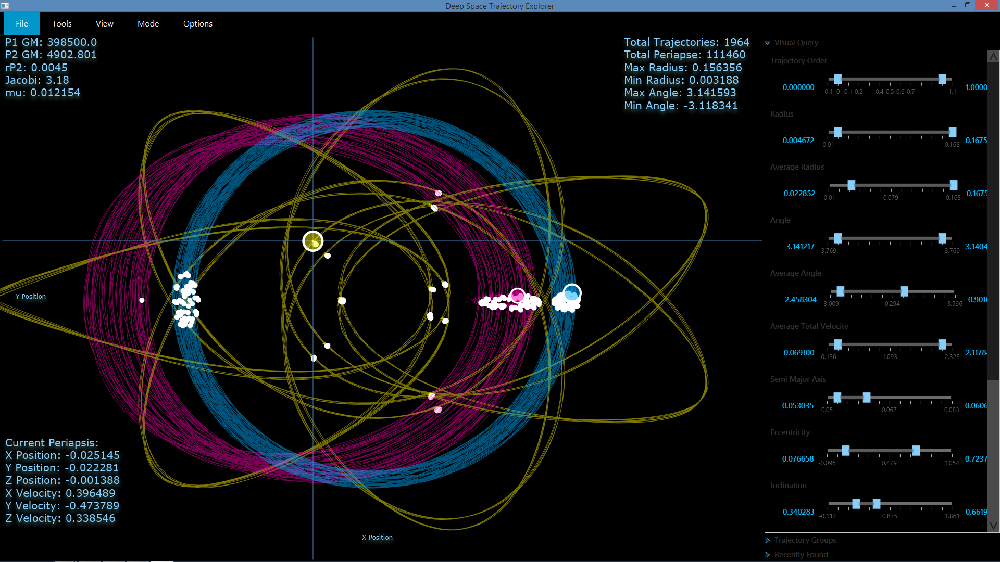 Deep Space Trajectory Explorer
File Tools View Mode Options
P1 GM: 398500.0
P2 GM: 4902.801
rP2: 0.0045
Jacobi: 3.18
mu: 0.012154
Total Trajectories: 1964
Total Periapse: 111460
Max Radius: 0.156356
Min Radius: 0.003188
Max Angle: 3.141593
Min Angle: -3.118341
Y Position
X Position
Current Periapsis:
X Position: -0.025145
Y Position: -0.022281
Z Position: -0.001388
X Velocity: 0.396489
Y Velocity: -0.473789
Z Velocity: 0.338546
Visual Query
Trajectory Order
0.000000 1.0000
-0.1 0 0.1 0.2 0.4 0.5 0.6 0.7 1.1
Radius
0.004672 0.1675
-0.01 0.168
Average Radius
0.022852 0.1675
-0.01 0.079 0.168
Angle
-3.141217 3.1404
-3.769 3.769
Average Angle
-2.458304 0.9010
-3.009 0.294 3.596
Average Total Velocity
0.069100 2.1178
-0.136 1.093 2.323
Semi Major Axis
0.053035 0.0606
0.05 0.067 0.083
Eccentricity
0.076658 0.7237
-0.096 0.479 1.054
Inclination
0.340283 0.6619
-0.112 0.875 1.861
Trajectory Groups
Recently Found